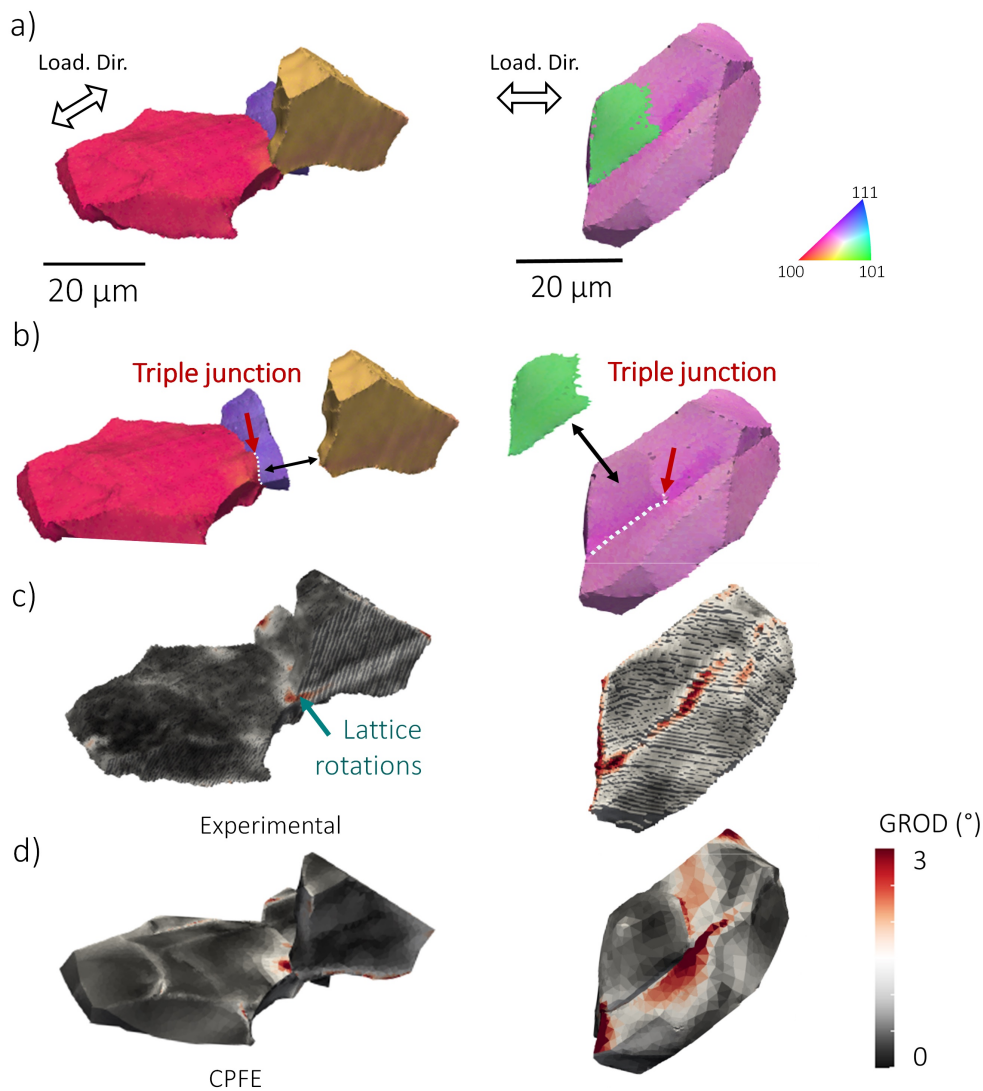 a)
Load. Dir.
Load. Dir.
111
100
101
20 µm
20 µm
b)
Triple junction
Triple junction
c)
Lattice
rotations
Experimental
GROD (°)
d)
3
0
CPFE